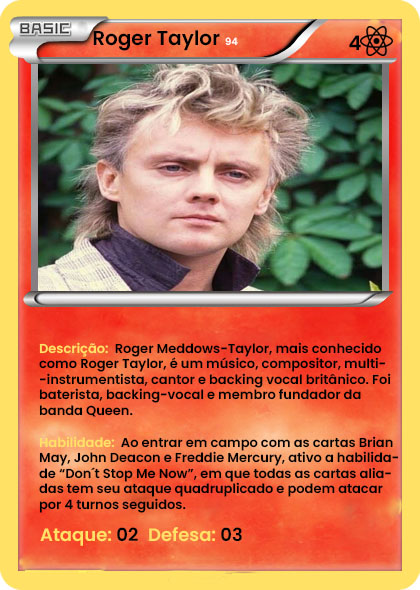 BASIC
Roger Taylor 94
4
Descrição: Roger Meddows-Taylor, mais conhecido
como Roger Taylor, é um músico, compositor, multi-
-instrumentista, cantor e backing vocal britânico. Foi
baterista, backing-vocal e membro fundador da
banda Queen.
Habilidade: Ao entrar em campo com as cartas Brian
May, John Deacon e Freddie Mercury, ativo a habilida-
de “Don´t Stop Me Now”, em que todas as cartas alia-
das tem seu ataque quadruplicado e podem atacar
por 4 turnos seguidos.
Ataque: 02 Defesa: 03